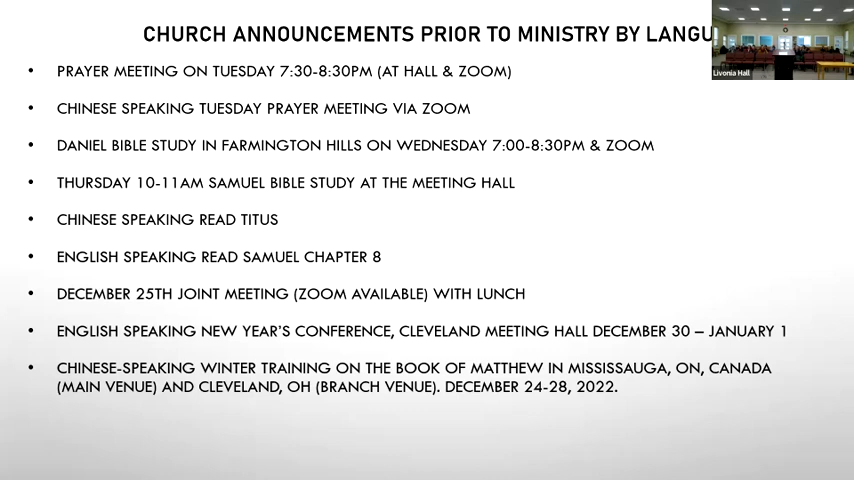 CHURCH ANNOUNCEMENTS PRIOR TO MINISTRY BY LANGU
Livonia Hall
• PRAYER MEETING ON TUESDAY 7:30-8:30PM (AT HALL & ZOOM)
• CHINESE SPEAKING TUESDAY PRAYER MEETING VIA ZOOM
• DANIEL BIBLE STUDY IN FARMINGTON HILLS ON WEDNESDAY 7:00-8:30PM & ZOOM
• THURSDAY 10-11AM SAMUEL BIBLE STUDY AT THE MEETING HALL
• CHINESE SPEAKING READ TITUS
• ENGLISH SPEAKING READ SAMUEL CHAPTER 8
• DECEMBER 25TH JOINT MEETING (ZOOM AVAILABLE) WITH LUNCH
• ENGLISH SPEAKING NEW YEAR'S CONFERENCE, CLEVELAND MEETING HALL DECEMBER 30 – JANUARY 1
• CHINESE-SPEAKING WINTER TRAINING ON THE BOOK OF MATTHEW IN MISSISSAUGA, ON, CANADA
(MAIN VENUE) AND CLEVELAND, OH (BRANCH VENUE). DECEMBER 24-28, 2022.